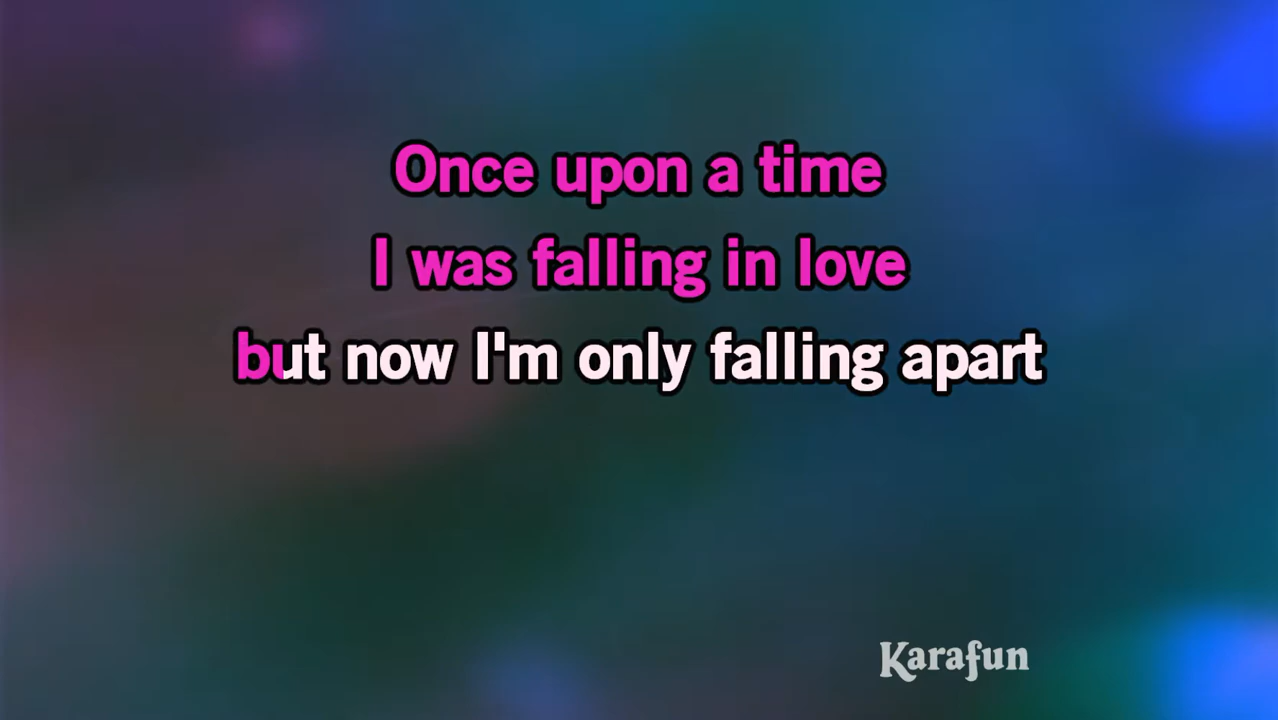 Once upon a time
I was falling in love
but now I'm only falling apart
Karafun